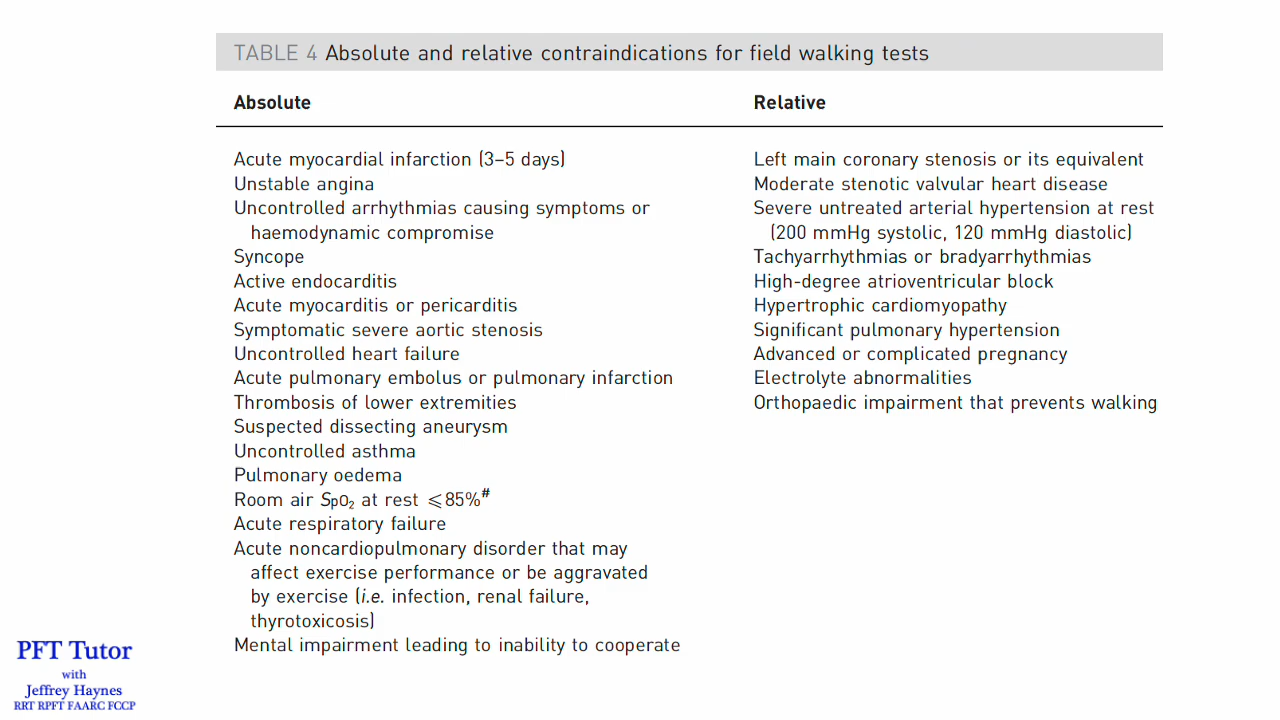 TABLE 4 Absolute and relative contraindications for field walking tests
Absolute
Acute myocardial infarction (3–5 days)
Unstable angina
Uncontrolled arrhythmias causing symptoms or
haemodynamic compromise
Syncope
Active endocarditis
Acute myocarditis or pericarditis
Symptomatic severe aortic stenosis
Uncontrolled heart failure
Acute pulmonary embolus or pulmonary infarction
Thrombosis of lower extremities
Suspected dissecting aneurysm
Uncontrolled asthma
Pulmonary oedema
Room air SpO₂ at rest ⩽85%#
Acute respiratory failure
Acute noncardiopulmonary disorder that may
affect exercise performance or be aggravated
by exercise (i.e. infection, renal failure,
thyrotoxicosis)
Mental impairment leading to inability to cooperate
Relative
Left main coronary stenosis or its equivalent
Moderate stenotic valvular heart disease
Severe untreated arterial hypertension at rest
(200 mmHg systolic, 120 mmHg diastolic)
Tachyarrhythmias or bradyarrhythmias
High-degree atrioventricular block
Hypertrophic cardiomyopathy
Significant pulmonary hypertension
Advanced or complicated pregnancy
Electrolyte abnormalities
Orthopaedic impairment that prevents walking
PFT Tutor
with
Jeffrey Haynes
RRT RPFT FAARC FCCP